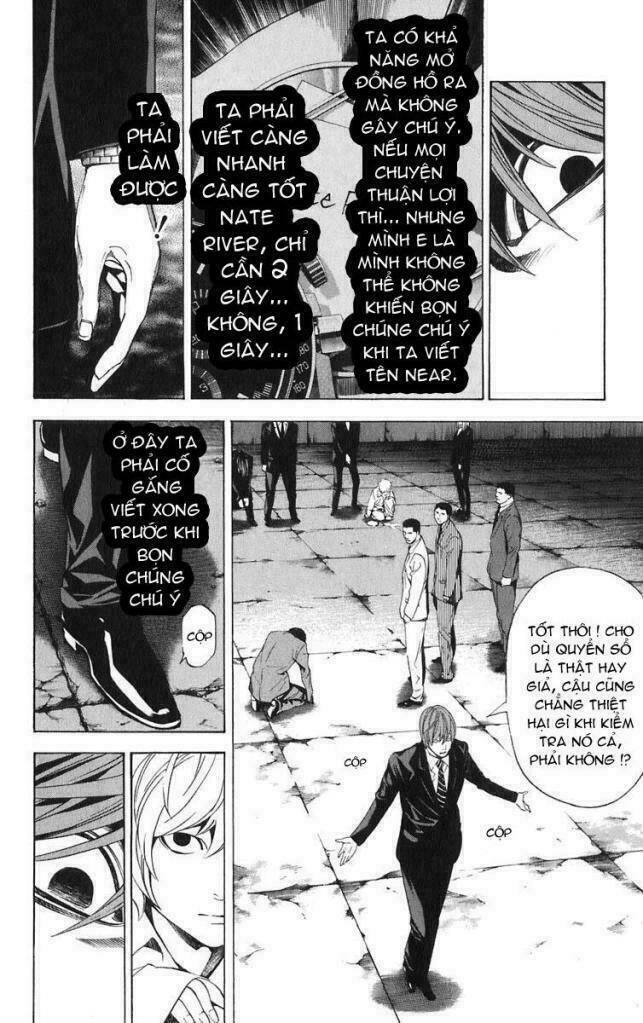 TA CÓ KHẢ
NĂNG MỞ
ĐỒNG HỒ RA
MÀ KHÔNG
GÂY CHÚ Ý.
NẾU MỌI
CHUYỆN
THUẬN LỢI
THÌ... NHƯNG
MÌNH E LÀ
MÌNH KHÔNG
THỂ KHÔNG
KHIẾN BỌN
CHÚNG CHÚ Ý
KHI TA VIẾT
TÊN NEAR.
TA PHẢI
VIẾT CÀNG
NHANH
CÀNG TỐT
NATE
RIVER, CHỈ
CẦN 2
GIÂY...
KHÔNG, 1
GIÂY...
180
170
160
TA
PHẢI
LÀM
ĐƯỢC
!
TỐT THÔI! CHO
DÙ QUYỂN SỔ
LÀ THẬT HAY
GIẢ, CẬU CŨNG
CHẲNG THIỆT
HẠI GÌ KHI KIỂM
TRA NÓ CẢ,
PHẢI KHÔNG!?
CỘP
CỘP
Ở ĐÂY TA
PHẢI CỐ
GẮNG
VIẾT XONG
TRƯỚC KHI
BỌN
CHÚNG
CHÚ Ý
CỘP